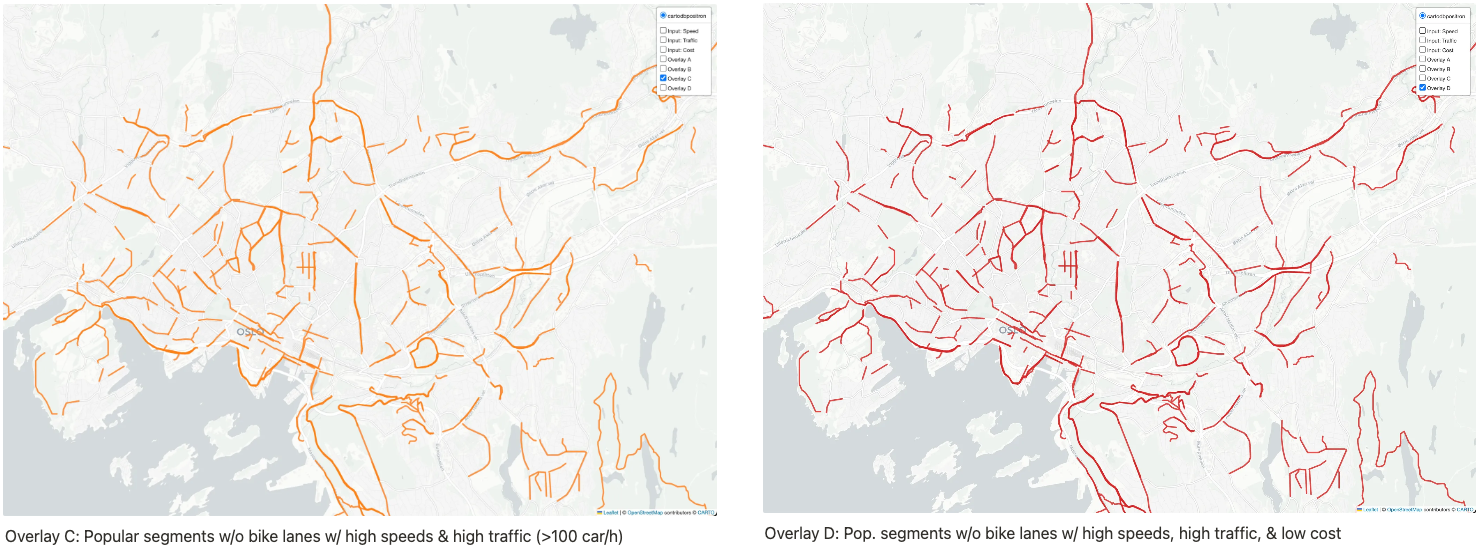 cartodbpositron
Input: Speed
Input: Traffic
Input: Cost
Overlay A
Overlay B
Overlay C
Overlay D
OSLO
Leaflet | © OpenStreetMap contributors © CARTO
Overlay C: Popular segments w/o bike lanes w/ high speeds & high traffic (>100 car/h)
cartodbpositron
Input: Speed
Input: Traffic
Input: Cost
Overlay A
Overlay B
Overlay C
Overlay D
OSLO
Leaflet | © OpenStreetMap contributors © CARTO
Overlay D: Pop. segments w/o bike lanes w/ high speeds, high traffic, & low cost